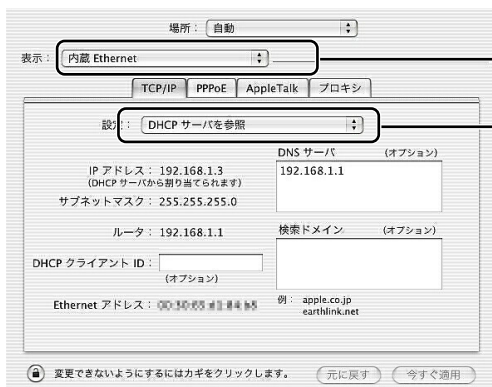 場所： 自動
表示： 内蔵 Ethernet
TCP/IP PPPoE AppleTalk プロキシ
設定： DHCP サーバを参照
DNS サーバ (オプション)
IP アドレス： 192.168.1.3 192.168.1.1
(DHCP サーバから割り当てられます)
サブネットマスク： 255.255.255.0
ルータ： 192.168.1.1 検索ドメイン (オプション)
DHCP クライアント ID：
(オプション)
Ethernet アドレス：
例： apple.co.jp
earthlink.net
変更できないようにするにはカギをクリックします。 元に戻す 今すぐ適用